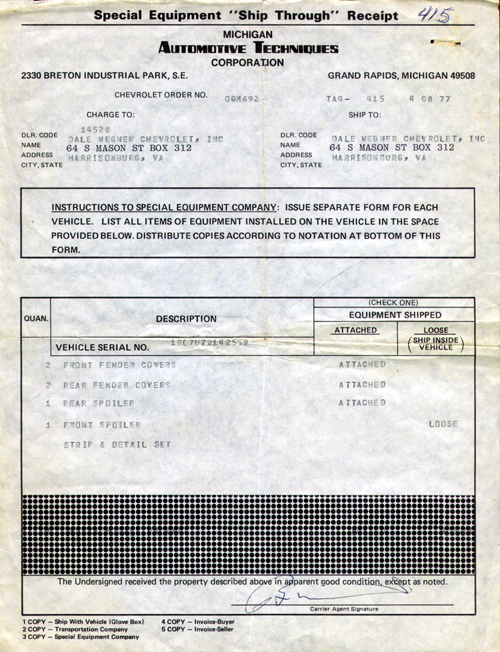 Special Equipment "Ship Through" Receipt 415
MICHIGAN
AUTOMOTIVE TECHNIQUES
CORPORATION
2330 BRETON INDUSTRIAL PARK, S.E. GRAND RAPIDS, MICHIGAN 49508
CHEVROLET ORDER NO. 0GM693 TAG- 415 4 08 77
CHARGE TO: SHIP TO:
DLR. CODE 14528 DLR. CODE
NAME DALE WEGNER CHEVROLET, INC NAME DALE WEGNER CHEVROLET, INC
ADDRESS 64 S MASON ST BOX 312 ADDRESS 64 S MASON ST BOX 312
CITY, STATE HARRISONBURG, VA CITY, STATE HARRISONBURG, VA
INSTRUCTIONS TO SPECIAL EQUIPMENT COMPANY: ISSUE SEPARATE FORM FOR EACH
VEHICLE. LIST ALL ITEMS OF EQUIPMENT INSTALLED ON THE VEHICLE IN THE SPACE
PROVIDED BELOW. DISTRIBUTE COPIES ACCORDING TO NOTATION AT BOTTOM OF THIS
FORM.
(CHECK ONE)
QUAN. DESCRIPTION EQUIPMENT SHIPPED
ATTACHED LOOSE
(SHIP INSIDE
VEHICLE)
VEHICLE SERIAL NO.
2 FRONT FENDER COVERS ATTACHED
2 REAR FENDER COVERS ATTACHED
1 REAR SPOILER ATTACHED
1 FRONT SPOILER LOOSE
STRIP & DETAIL SET
The Undersigned received the property described above in apparent good condition, except as noted.
Carrier Agent Signature
1 COPY – Ship With Vehicle (Glove Box) 4 COPY – Invoice-Buyer
2 COPY – Transportation Company 5 COPY – Invoice-Seller
3 COPY – Special Equipment Company